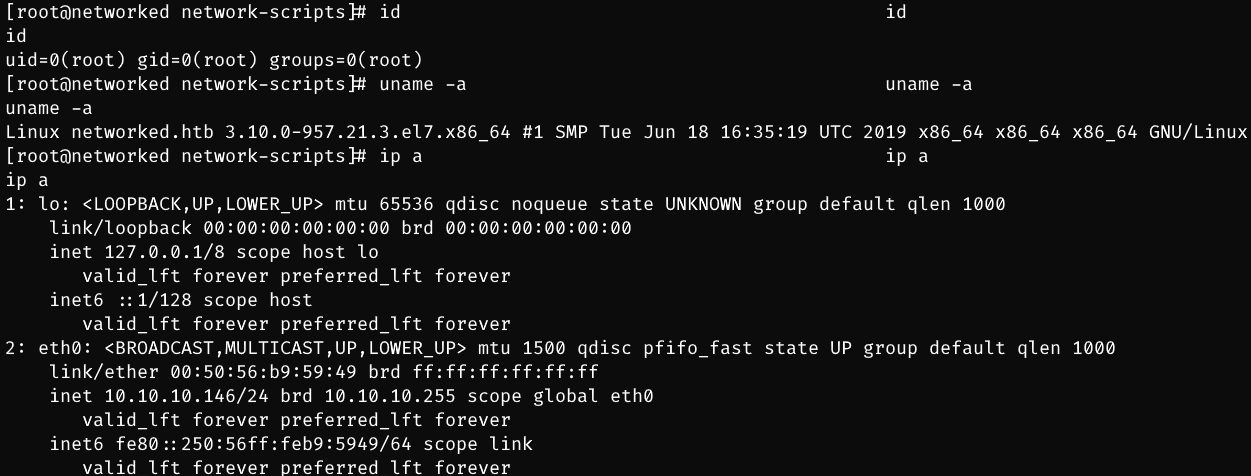 [root@networked network-scripts]# id                                            id
id
uid=0(root) gid=0(root) groups=0(root)
[root@networked network-scripts]# uname -a                                      uname -a
uname -a
Linux networked.htb 3.10.0-957.21.3.el7.x86_64 #1 SMP Tue Jun 18 16:35:19 UTC 2019 x86_64 x86_64 x86_64 GNU/Linux
[root@networked network-scripts]# ip a                                          ip a
ip a
1: lo: <LOOPBACK,UP,LOWER_UP> mtu 65536 qdisc noqueue state UNKNOWN group default qlen 1000
    link/loopback 00:00:00:00:00:00 brd 00:00:00:00:00:00
    inet 127.0.0.1/8 scope host lo
       valid_lft forever preferred_lft forever
    inet6 ::1/128 scope host
       valid_lft forever preferred_lft forever
2: eth0: <BROADCAST,MULTICAST,UP,LOWER_UP> mtu 1500 qdisc pfifo_fast state UP group default qlen 1000
    link/ether 00:50:56:b9:59:49 brd ff:ff:ff:ff:ff:ff
    inet 10.10.10.146/24 brd 10.10.10.255 scope global eth0
       valid_lft forever preferred_lft forever
    inet6 fe80::250:56ff:feb9:5949/64 scope link
       valid_lft forever preferred_lft forever